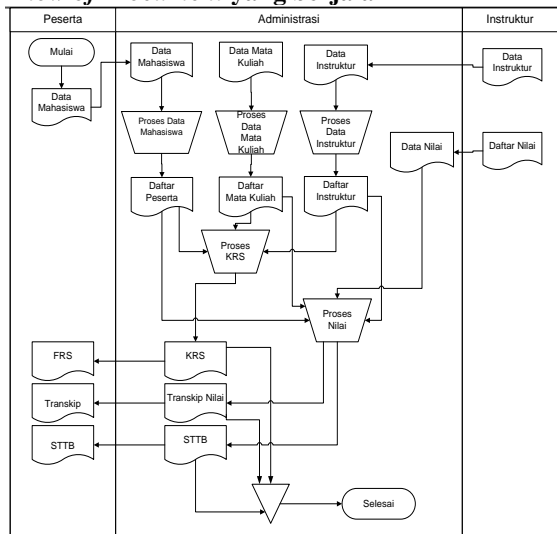 Peserta
Administrasi
Instruktur
Mulai
Data
Mahasiswa
Data
Mahasiswa
Data Mata
Kuliah
Data
Instruktur
Data
Instruktur
Proses Data
Mahasiswa
Proses
Data
Mata
Kuliah
Proses
Data
Instruktur
Data Nilai
Daftar Nilai
Daftar
Peserta
Daftar
Mata Kuliah
Daftar
Instruktur
Proses
KRS
Proses
Nilai
FRS
KRS
Transkip
Transkip Nilai
STTB
STTB
Selesai